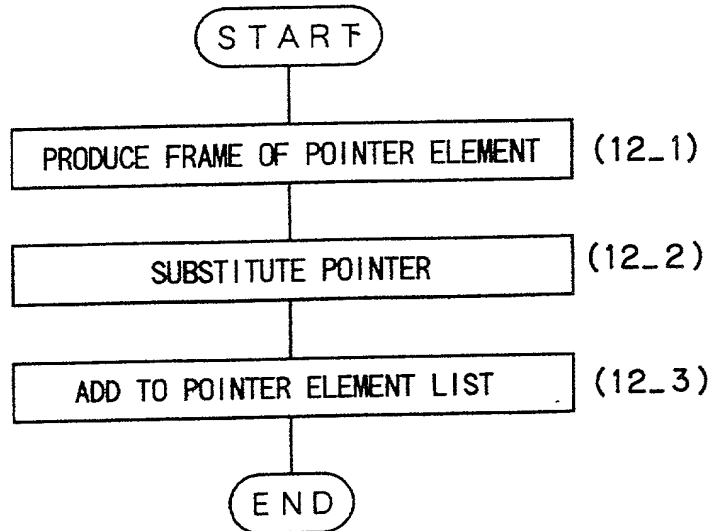 START
PRODUCE FRAME OF POINTER ELEMENT (12_1)
SUBSTITUTE POINTER (12_2)
ADD TO POINTER ELEMENT LIST (12_3)
END